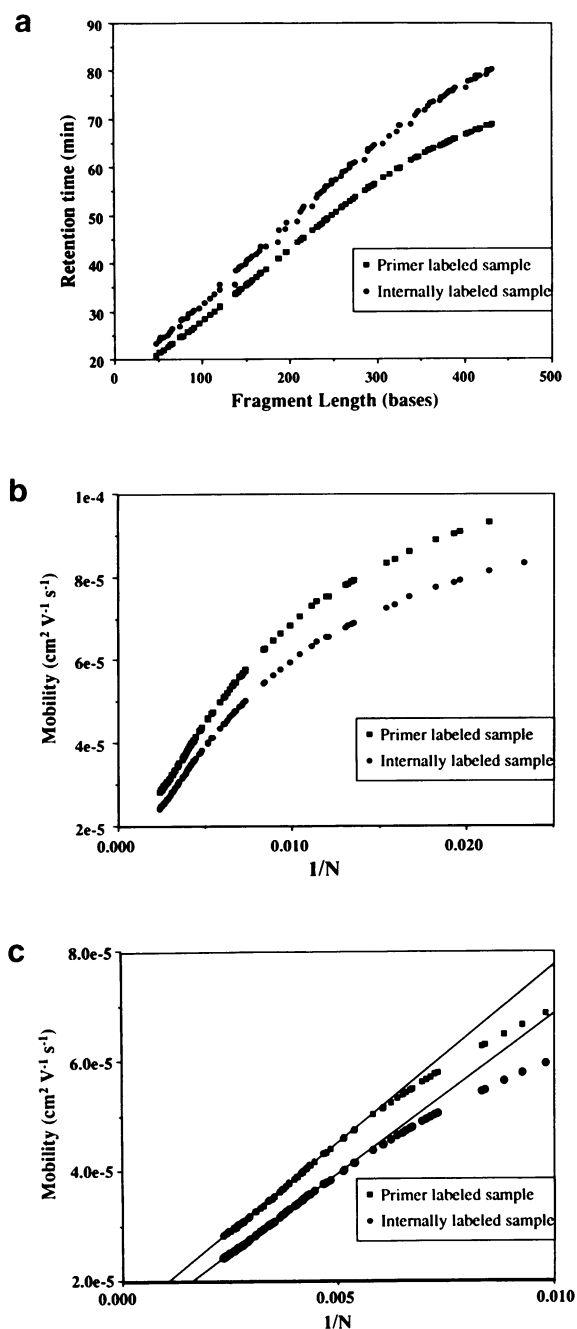 a
90
80
70
60
50
40
30
20
Retention time (min)
Primer labeled sample
Internally labeled sample
0 100 200 300 400 500
Fragment Length (bases)
b
1e-4
8e-5
6e-5
4e-5
2e-5
Mobility (cm² V⁻¹ s⁻¹)
Primer labeled sample
Internally labeled sample
0.000 0.010 0.020
1/N
c
8.0e-5
6.0e-5
4.0e-5
2.0e-5
Mobility (cm² V⁻¹ s⁻¹)
Primer labeled sample
Internally labeled sample
0.000 0.005 0.010
1/N